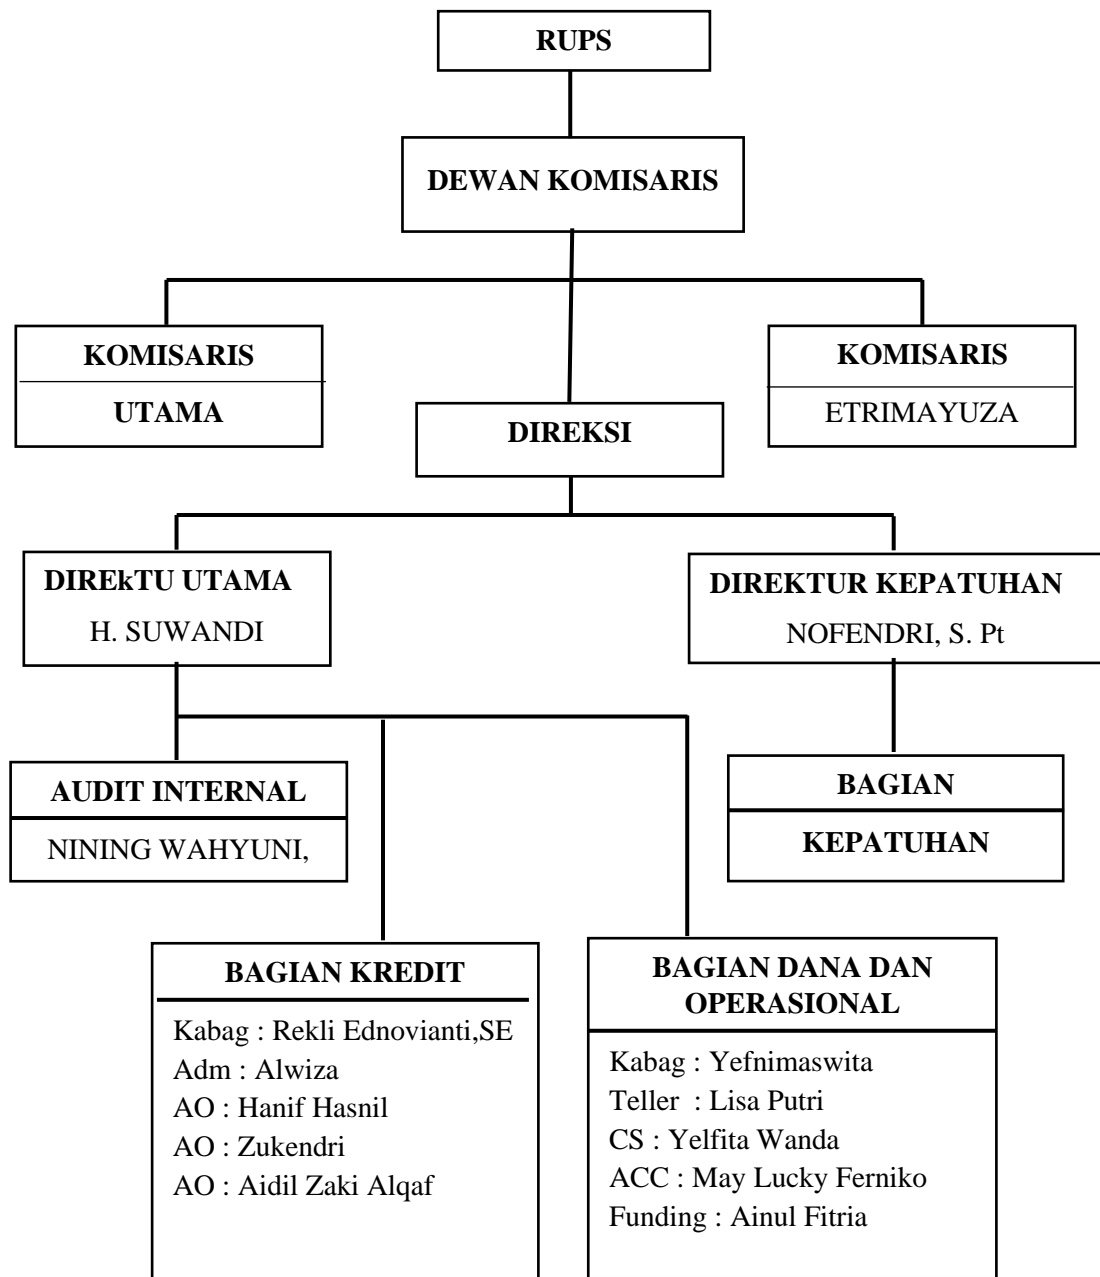 RUPS
DEWAN KOMISARIS
KOMISARIS
UTAMA
KOMISARIS
ETRIMAYUZA
DIREKSI
DIREkTU UTAMA
H. SUWANDI
DIREKTUR KEPATUHAN
NOFENDRI, S. Pt
AUDIT INTERNAL
NINING WAHYUNI,
BAGIAN
KEPATUHAN
BAGIAN KREDIT
Kabag : Rekli Ednovianti,SE
Adm : Alwiza
AO : Hanif Hasnil
AO : Zukendri
AO : Aidil Zaki Alqaf
BAGIAN DANA DAN
OPERASIONAL
Kabag : Yefnimaswita
Teller : Lisa Putri
CS : Yelfita Wanda
ACC : May Lucky Ferniko
Funding : Ainul Fitria